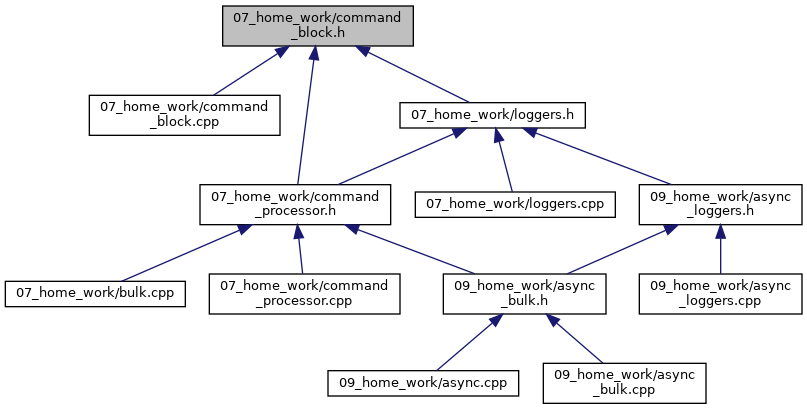 07_home_work/command
_block.h
07_home_work/command
_block.cpp
07_home_work/loggers.h
07_home_work/command
_processor.h
07_home_work/loggers.cpp
09_home_work/async
_loggers.h
07_home_work/bulk.cpp
07_home_work/command
_processor.cpp
09_home_work/async
_bulk.h
09_home_work/async
_loggers.cpp
09_home_work/async.cpp
09_home_work/async
_bulk.cpp